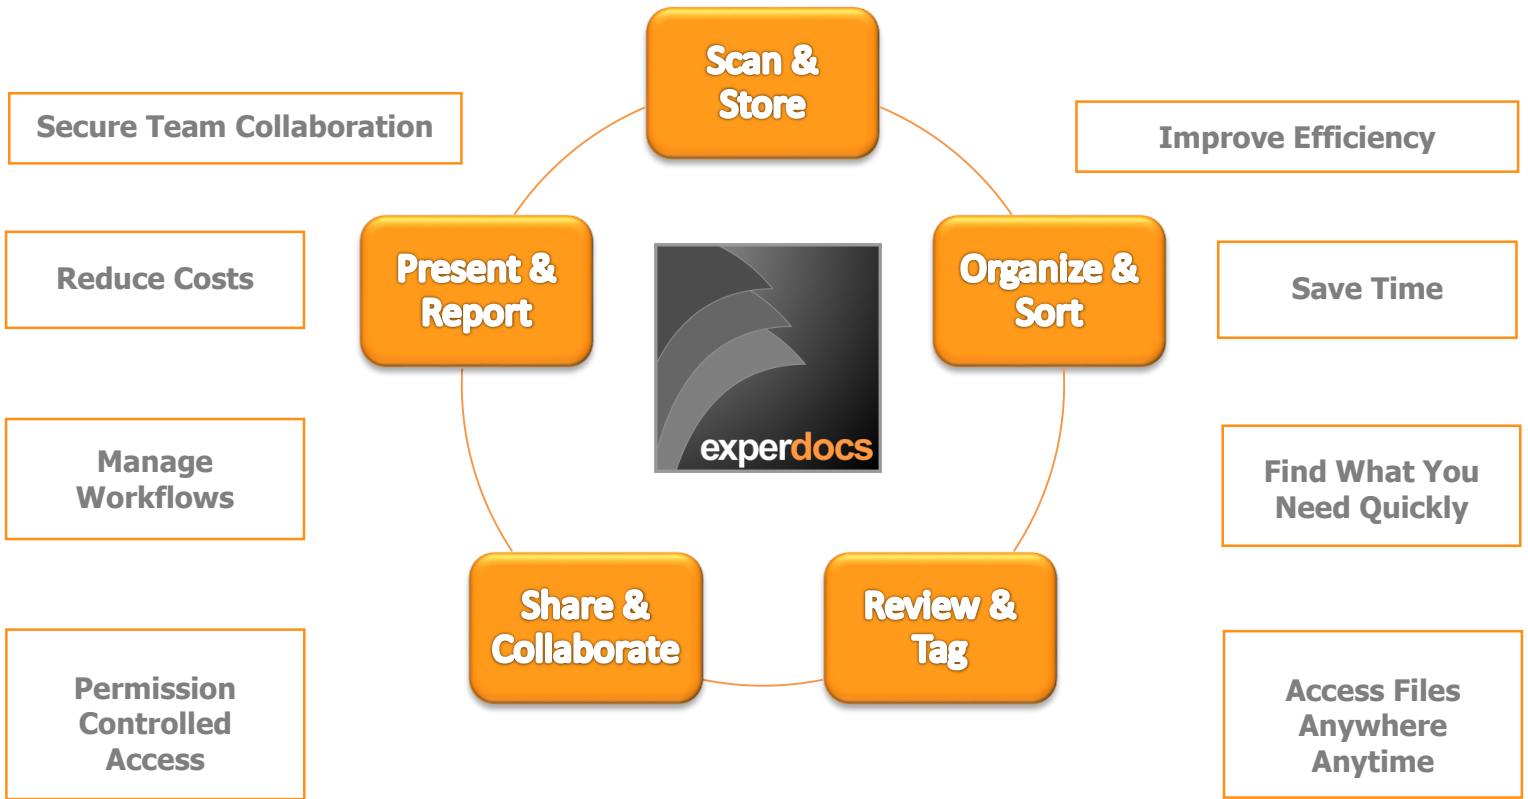 Scan &
Store
Secure Team Collaboration
Improve Efficiency
Present &
Report
Organize &
Sort
Reduce Costs
Save Time
experdocs
Manage
Workflows
Find What You
Need Quickly
Share &
Collaborate
Review &
Tag
Permission
Controlled
Access
Access Files
Anywhere
Anytime